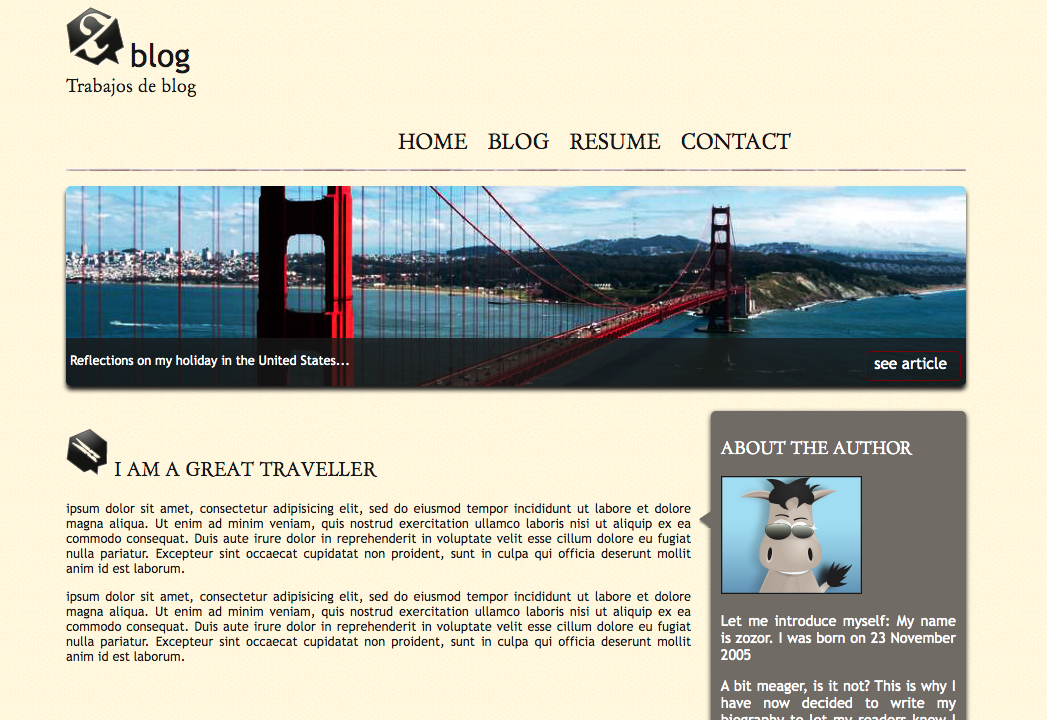 blog
Trabajos de blog
HOME BLOG RESUME CONTACT
Reflections on my holiday in the United States...
see article
I AM A GREAT TRAVELLER
ipsum dolor sit amet, consectetur adipisicing elit, sed do eiusmod tempor incididunt ut labore et dolore
magna aliqua. Ut enim ad minim veniam, quis nostrud exercitation ullamco laboris nisi ut aliquip ex ea
commodo consequat. Duis aute irure dolor in reprehenderit in voluptate velit esse cillum dolore eu fugiat
nulla pariatur. Excepteur sint occaecat cupidatat non proident, sunt in culpa qui officia deserunt mollit
anim id est laborum.
ipsum dolor sit amet, consectetur adipisicing elit, sed do eiusmod tempor incididunt ut labore et dolore
magna aliqua. Ut enim ad minim veniam, quis nostrud exercitation ullamco laboris nisi ut aliquip ex ea
commodo consequat. Duis aute irure dolor in reprehenderit in voluptate velit esse cillum dolore eu fugiat
nulla pariatur. Excepteur sint occaecat cupidatat non proident, sunt in culpa qui officia deserunt mollit
anim id est laborum.
ABOUT THE AUTHOR
Let me introduce myself: My name
is zozor. I was born on 23 November
2005
A bit meager, is it not? This is why I
have now decided to write my
biography to let my readers know I